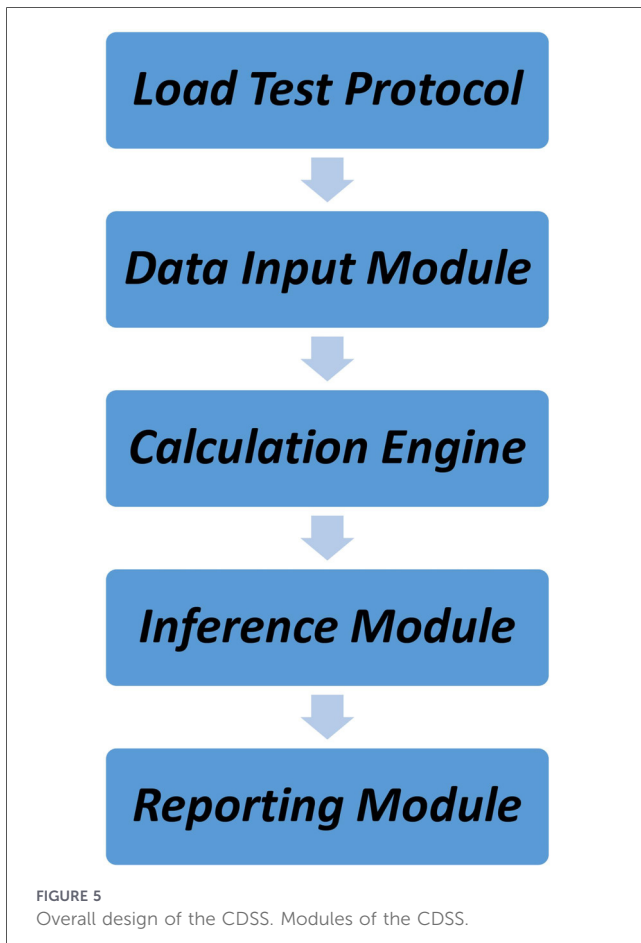 Load Test Protocol
Data Input Module
Calculation Engine
Inference Module
Reporting Module
FIGURE 5
Overall design of the CDSS. Modules of the CDSS.